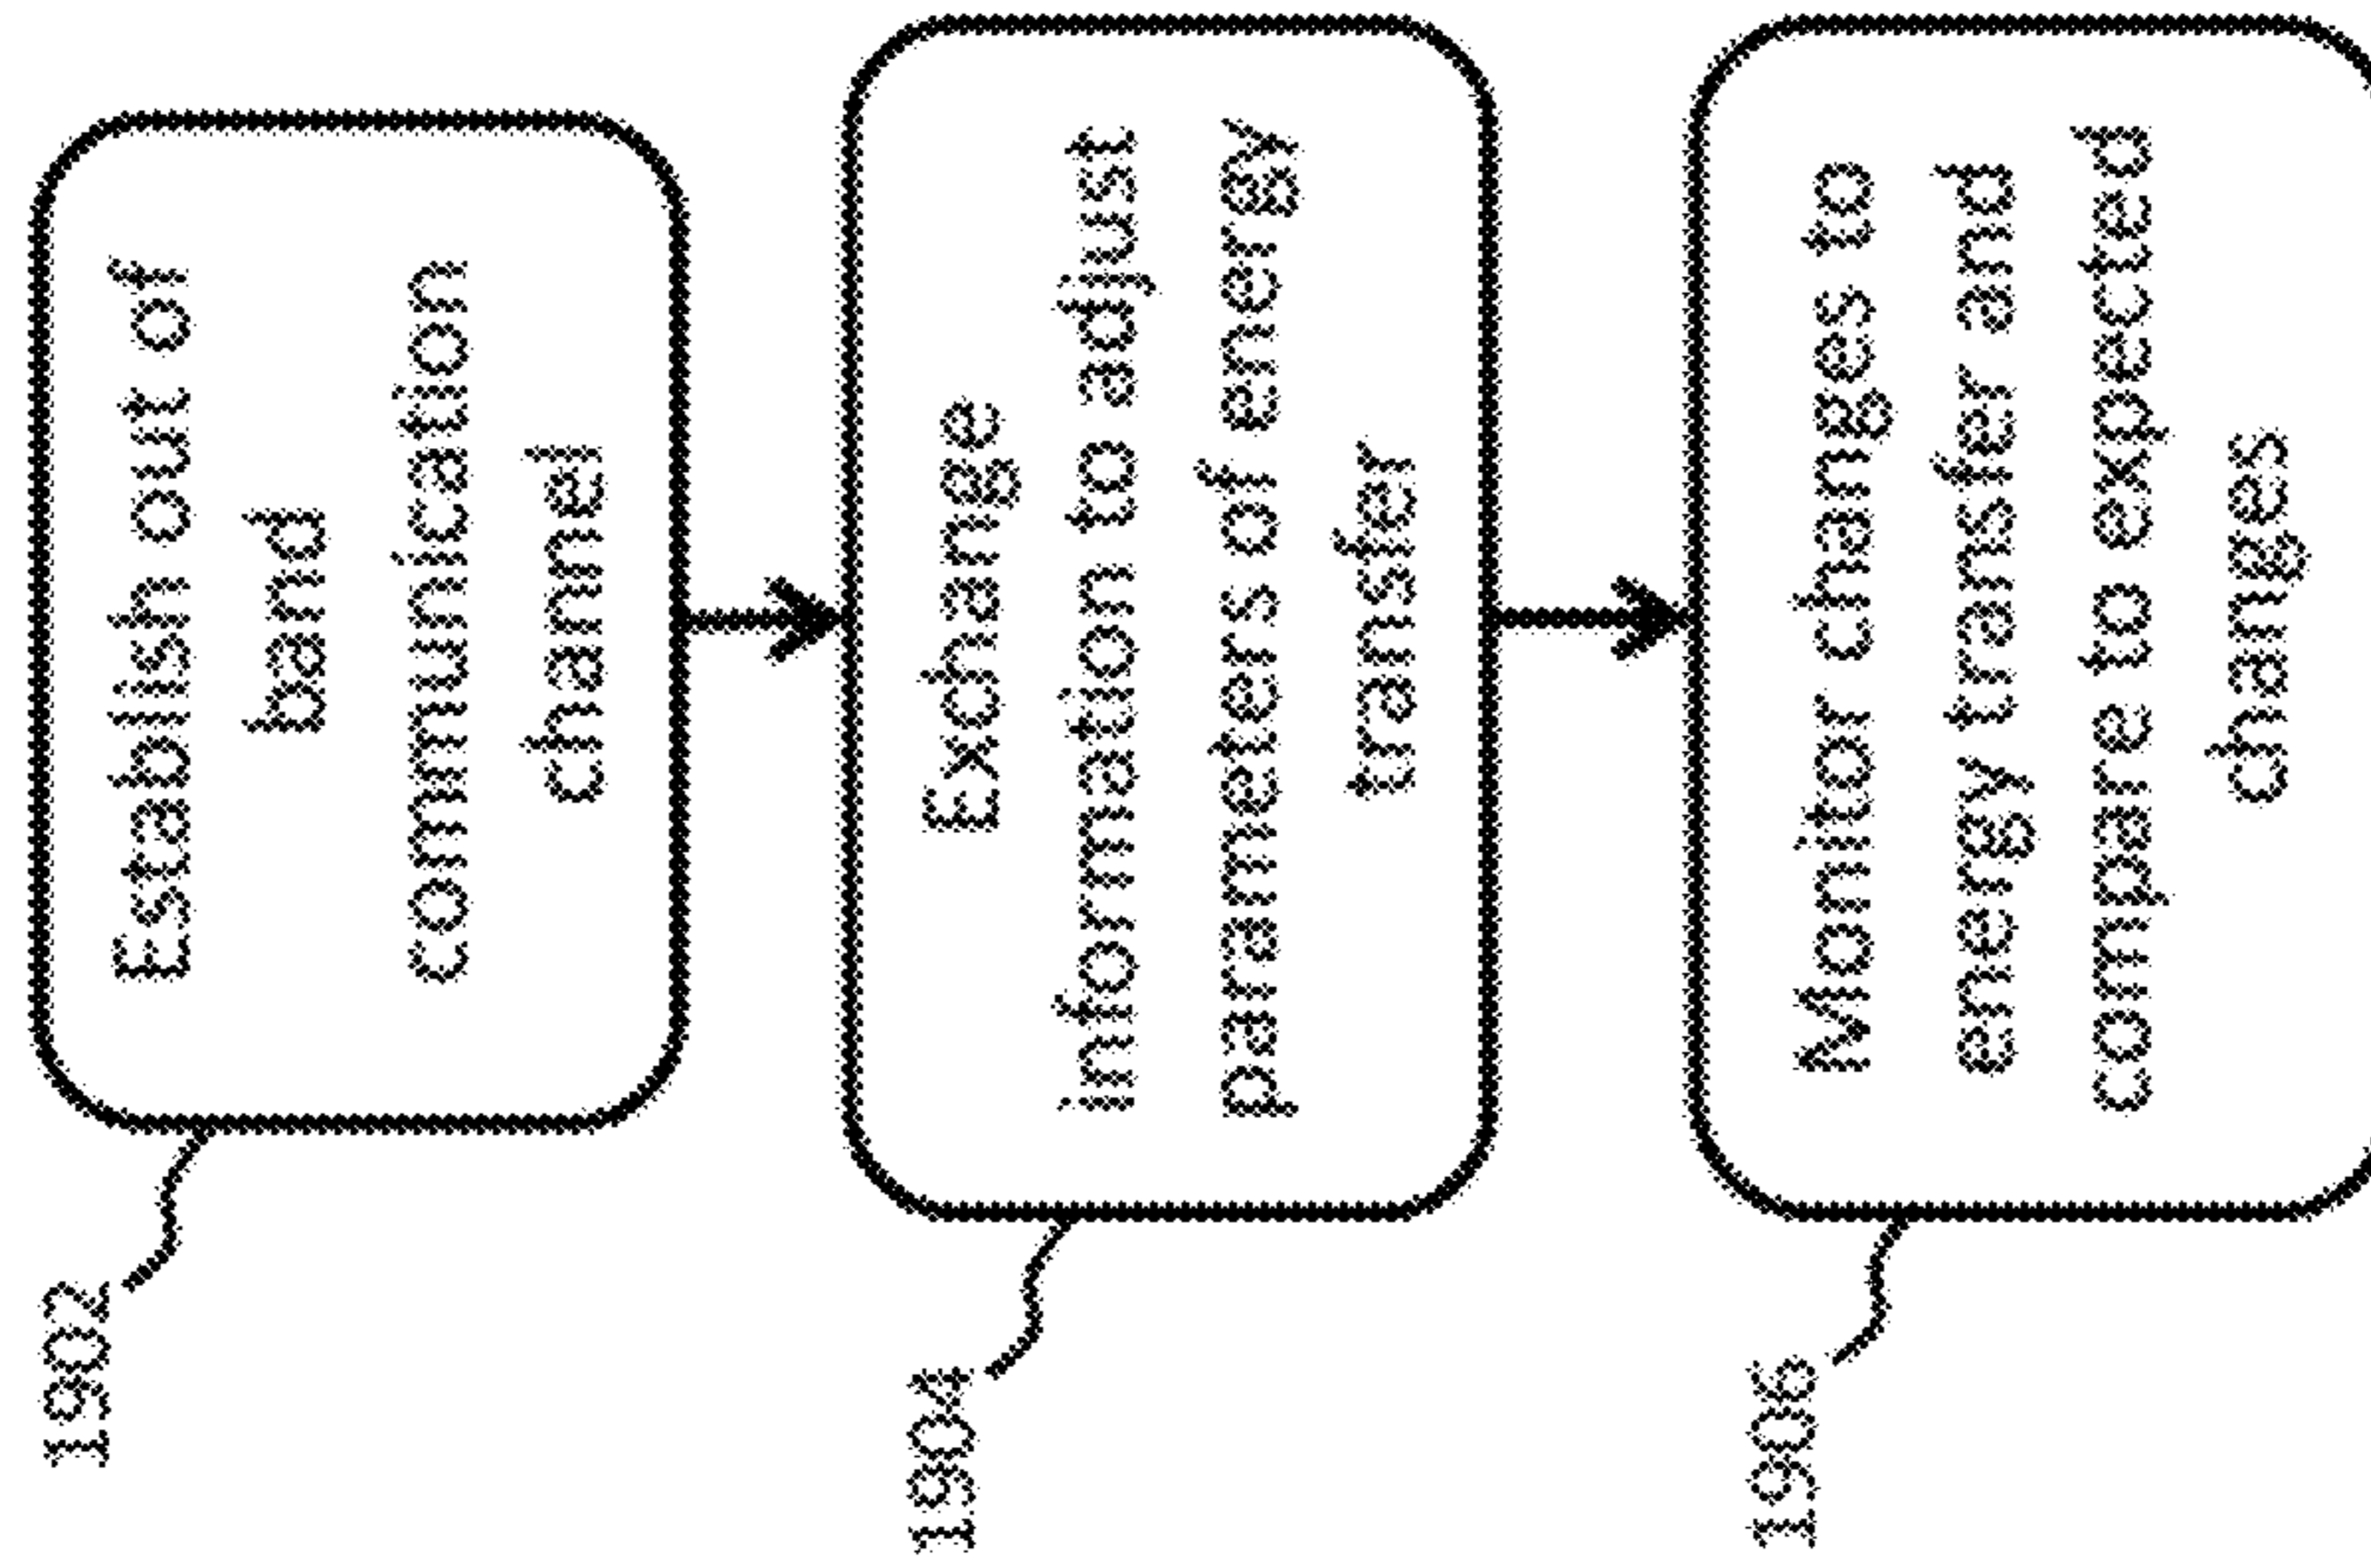 1902
Establish out of
band
communication
channel
1904
Exchange
information to adjust
parameters of energy
transfer
1906
Monitor changes to
energy transfer and
compare to expected
changes